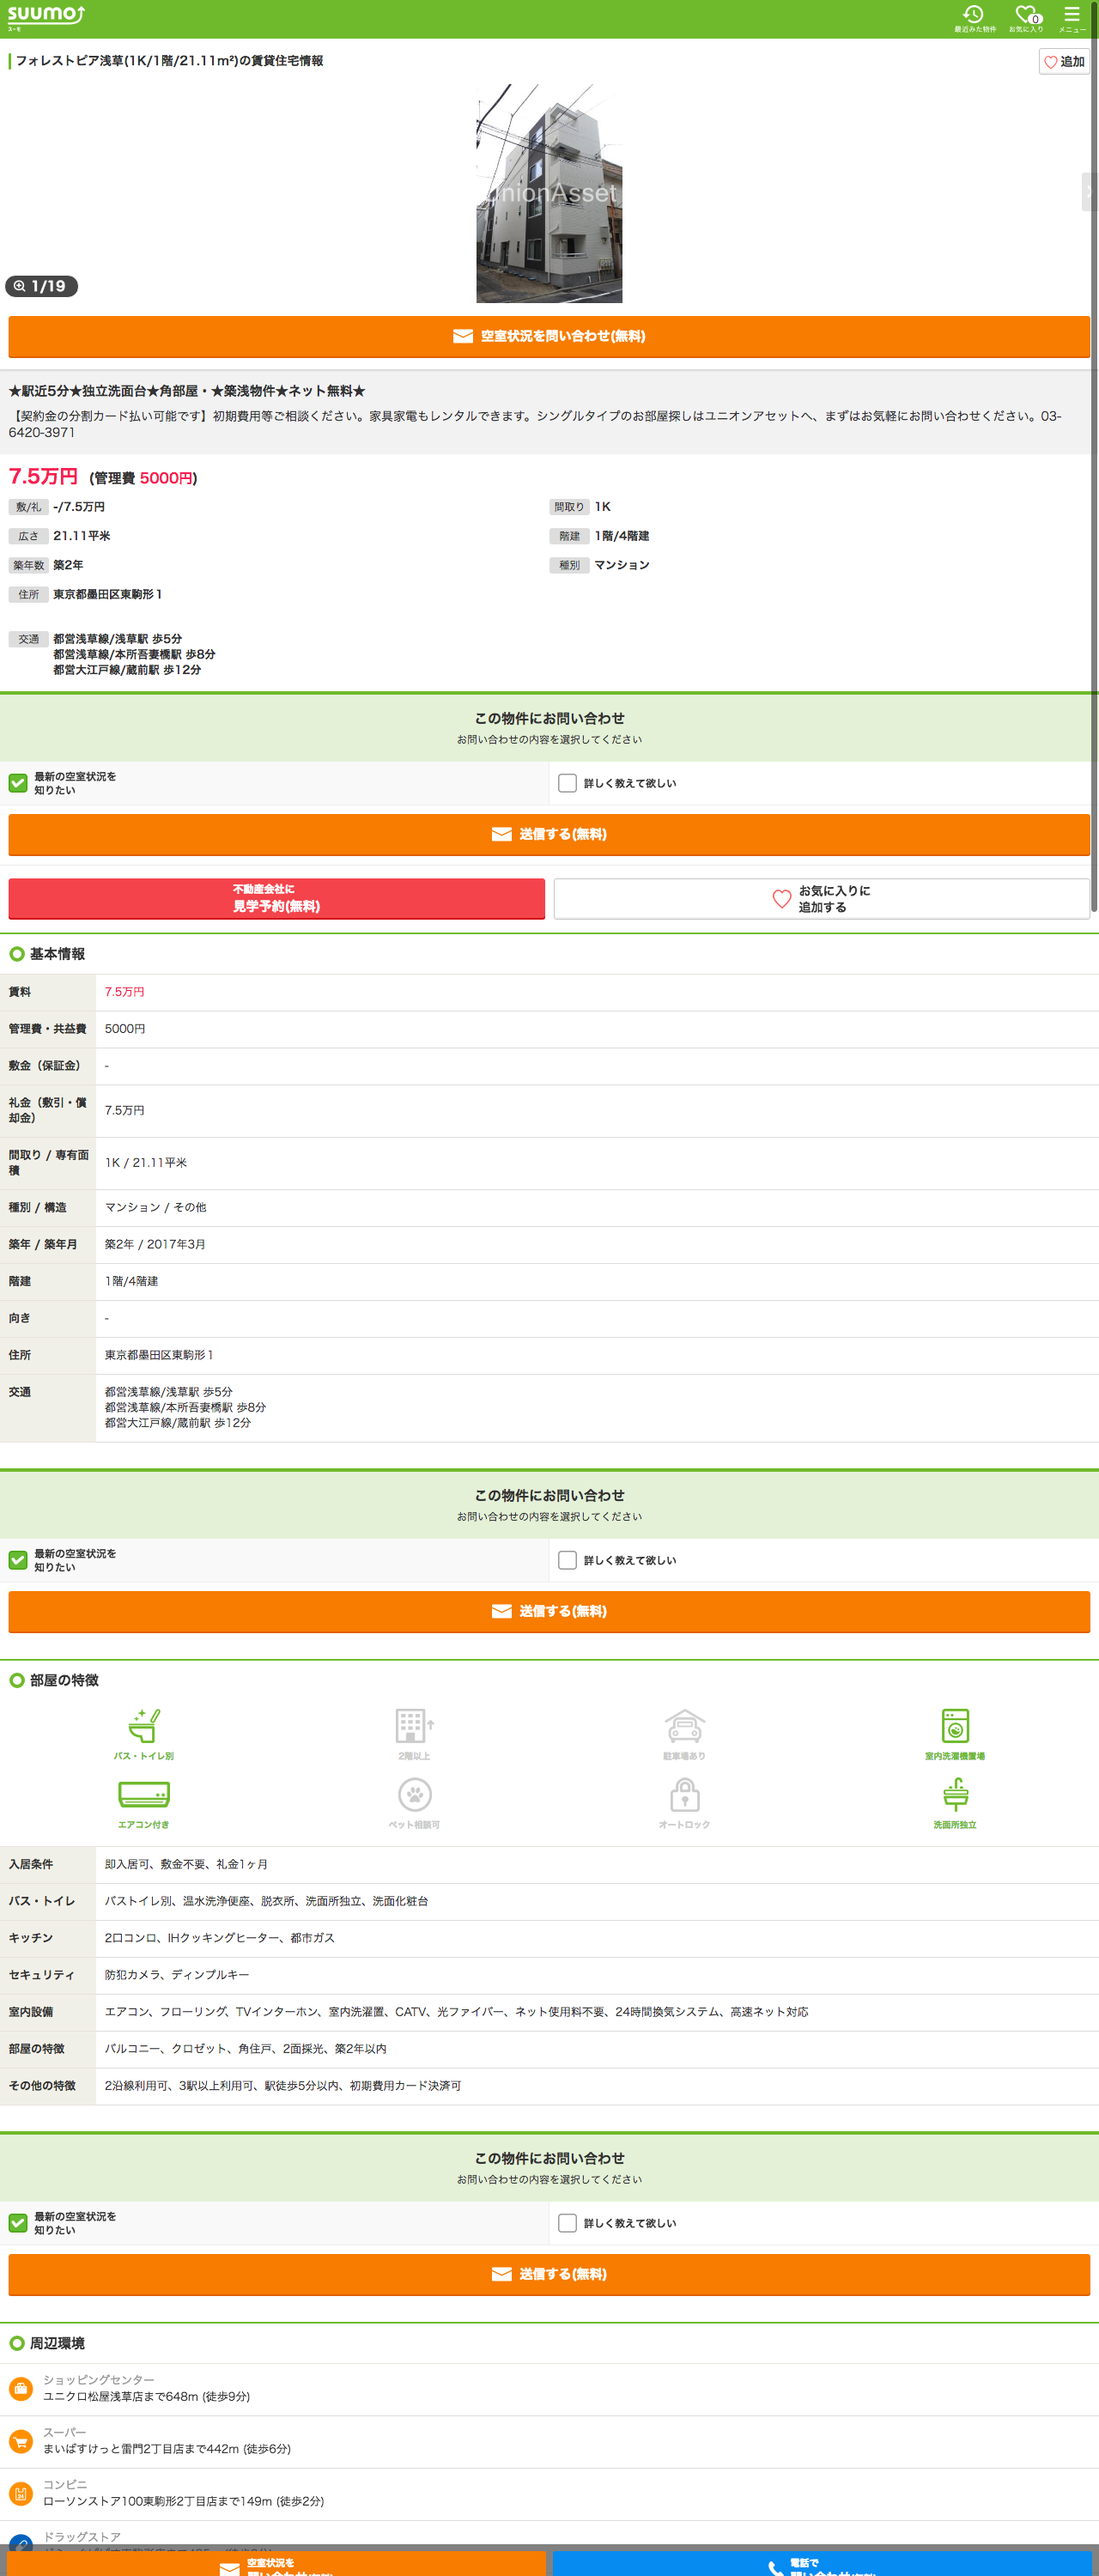 SUUMO
スーモ
最近みた物件
0
お気に入り
メニュー
フォレストピア浅草(1K/1階/21.11m²)の賃貸住宅情報
追加
UnionAsset
1/19
空室状況を問い合わせ(無料)
★駅近5分★独立洗面台★角部屋・★築浅物件★ネット無料★
【契約金の分割カード払い可能です】初期費用等ご相談ください。家具家電もレンタルできます。シングルタイプのお部屋探しはユニオンアセットへ、まずはお気軽にお問い合わせください。03-
6420-3971
7.5万円 (管理費 5000円)
敷/礼 -/7.5万円
間取り 1K
広さ 21.11平米
階建 1階/4階建
築年数 築2年
種別 マンション
住所 東京都墨田区東駒形１
交通 都営浅草線/浅草駅 歩5分
都営浅草線/本所吾妻橋駅 歩8分
都営大江戸線/蔵前駅 歩12分
この物件にお問い合わせ
お問い合わせの内容を選択してください
最新の空室状況を
知りたい
詳しく教えて欲しい
送信する(無料)
不動産会社に
見学予約(無料)
お気に入りに
追加する
基本情報
賃料 7.5万円
管理費・共益費 5000円
敷金（保証金） -
礼金（敷引・償
却金） 7.5万円
間取り / 専有面
積 1K / 21.11平米
種別 / 構造 マンション / その他
築年 / 築年月 築2年 / 2017年3月
階建 1階/4階建
向き -
住所 東京都墨田区東駒形１
交通 都営浅草線/浅草駅 歩5分
都営浅草線/本所吾妻橋駅 歩8分
都営大江戸線/蔵前駅 歩12分
この物件にお問い合わせ
お問い合わせの内容を選択してください
最新の空室状況を
知りたい
詳しく教えて欲しい
送信する(無料)
部屋の特徴
バス・トイレ別
2階以上
駐車場あり
室内洗濯機置場
エアコン付き
ペット相談可
オートロック
洗面所独立
入居条件 即入居可、敷金不要、礼金1ヶ月
バス・トイレ バストイレ別、温水洗浄便座、脱衣所、洗面所独立、洗面化粧台
キッチン 2口コンロ、IHクッキングヒーター、都市ガス
セキュリティ 防犯カメラ、ディンプルキー
室内設備 エアコン、フローリング、TVインターホン、室内洗濯置、CATV、光ファイバー、ネット使用料不要、24時間換気システム、高速ネット対応
部屋の特徴 バルコニー、クロゼット、角住戸、2面採光、築2年以内
その他の特徴 2沿線利用可、3駅以上利用可、駅徒歩5分以内、初期費用カード決済可
この物件にお問い合わせ
お問い合わせの内容を選択してください
最新の空室状況を
知りたい
詳しく教えて欲しい
送信する(無料)
周辺環境
ショッピングセンター
ユニクロ松屋浅草店まで648m (徒歩9分)
スーパー
まいばすけっと雷門2丁目店まで442m (徒歩6分)
コンビニ
ローソンストア100東駒形2丁目店まで149m (徒歩2分)
ドラッグストア
空室状況を
電話で